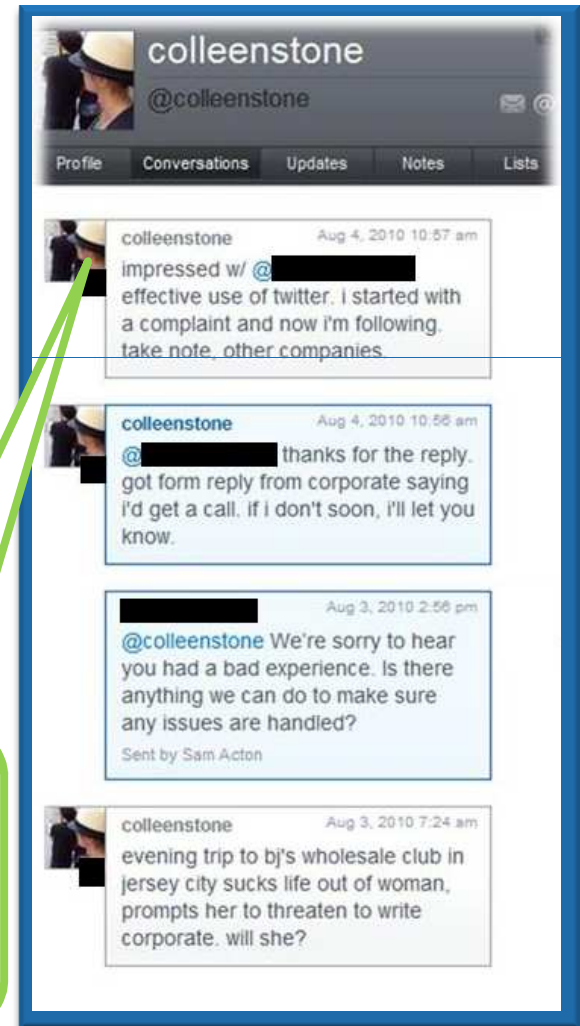 colleenstone
@colleenstone
@
Profile Conversations Updates Notes Lists
colleenstone Aug 4, 2010 10:57 am
impressed w/ @
effective use of twitter. i started with
a complaint and now i'm following.
take note, other companies.
colleenstone Aug 4, 2010 10:56 am
@ thanks for the reply.
got form reply from corporate saying
i'd get a call. if i don't soon, i'll let you
know.
Aug 3, 2010 2:56 pm
@colleenstone We're sorry to hear
you had a bad experience. Is there
anything we can do to make sure
any issues are handled?
Sent by Sam Acton
colleenstone Aug 3, 2010 7:24 am
evening trip to bj's wholesale club in
jersey city sucks life out of woman,
prompts her to threaten to write
corporate. will she?